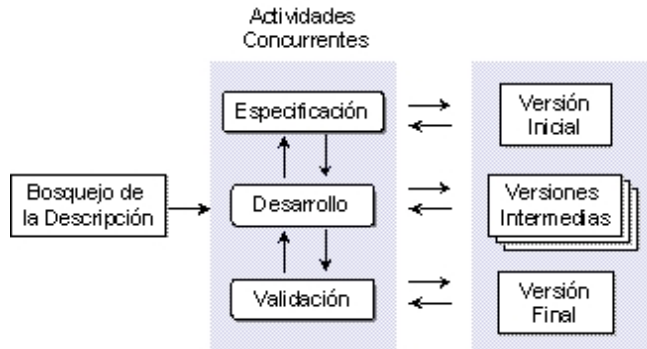 Actividades
Concurrentes
Especificación
Versión
Inicial
Bosquejo de
la Descripción
Desarrollo
Versiones
Intermedias
Validación
Versión
Final